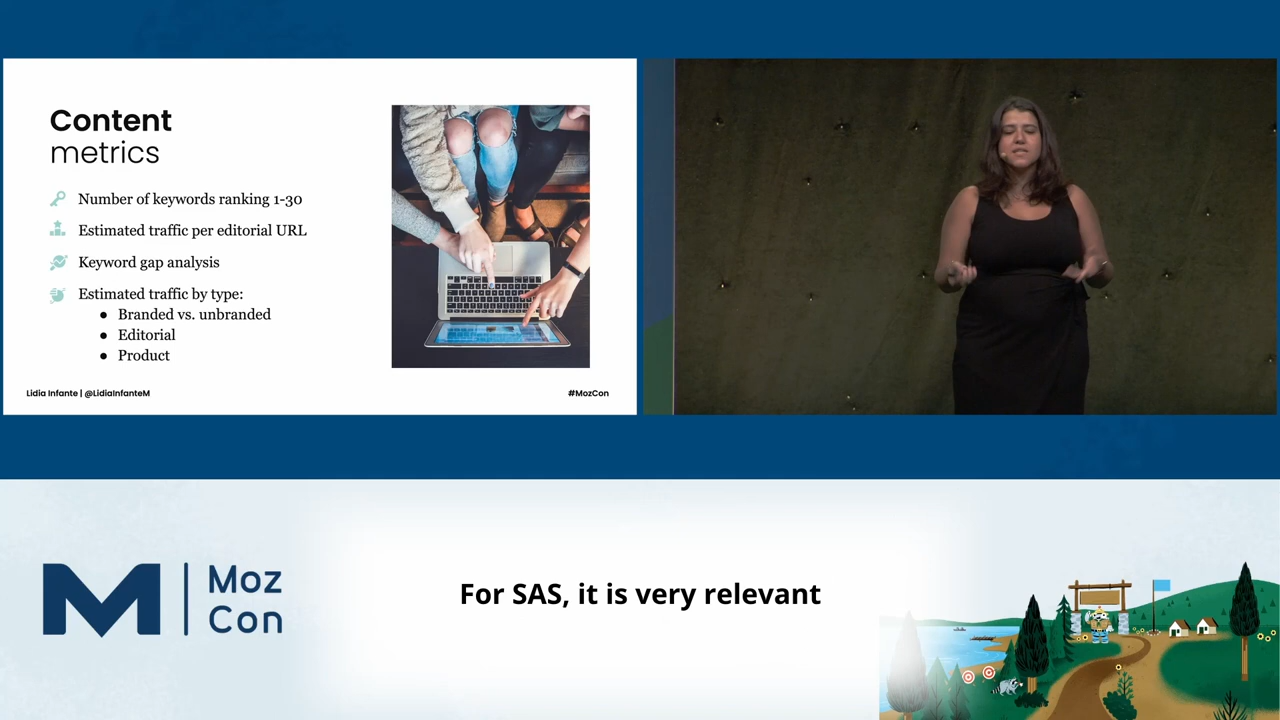 Content
metrics
Number of keywords ranking 1-30
Estimated traffic per editorial URL
Keyword gap analysis
Estimated traffic by type:
● Branded vs. unbranded
● Editorial
● Product
Lidia Infante | @LidiaInfanteM
#MozCon
M | Moz
Con
For SAS, it is very relevant